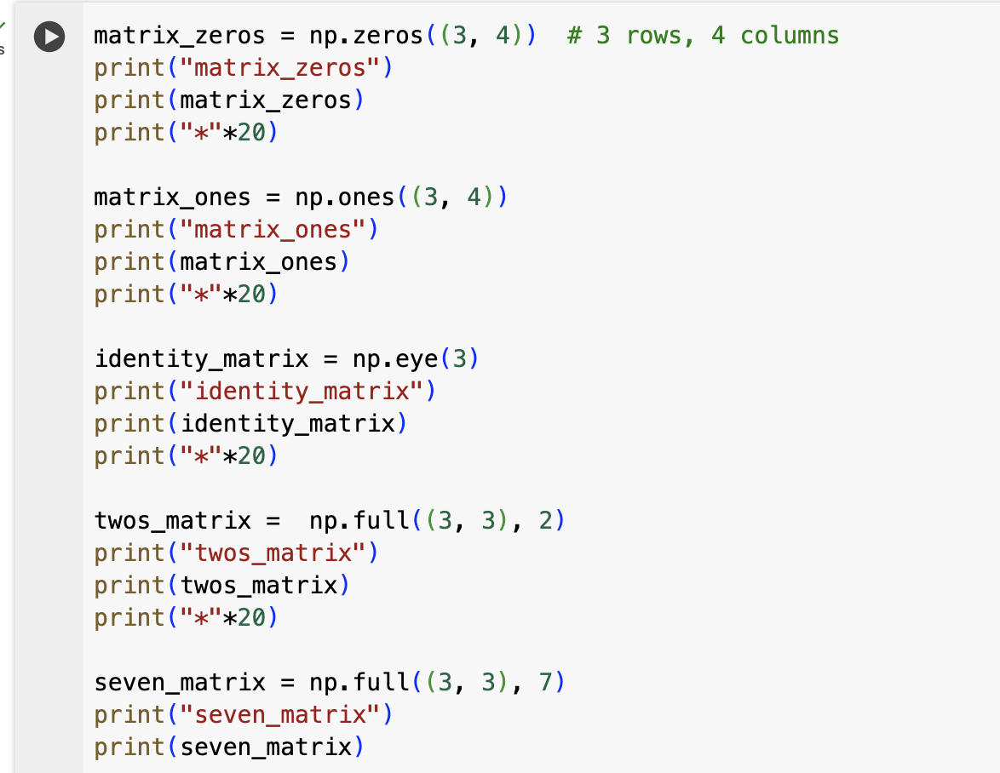 matrix_zeros = np.zeros((3, 4))  # 3 rows, 4 columns
print("matrix_zeros")
print(matrix_zeros)
print("*"*20)

matrix_ones = np.ones((3, 4))
print("matrix_ones")
print(matrix_ones)
print("*"*20)

identity_matrix = np.eye(3)
print("identity_matrix")
print(identity_matrix)
print("*"*20)

twos_matrix =  np.full((3, 3), 2)
print("twos_matrix")
print(twos_matrix)
print("*"*20)

seven_matrix = np.full((3, 3), 7)
print("seven_matrix")
print(seven_matrix)